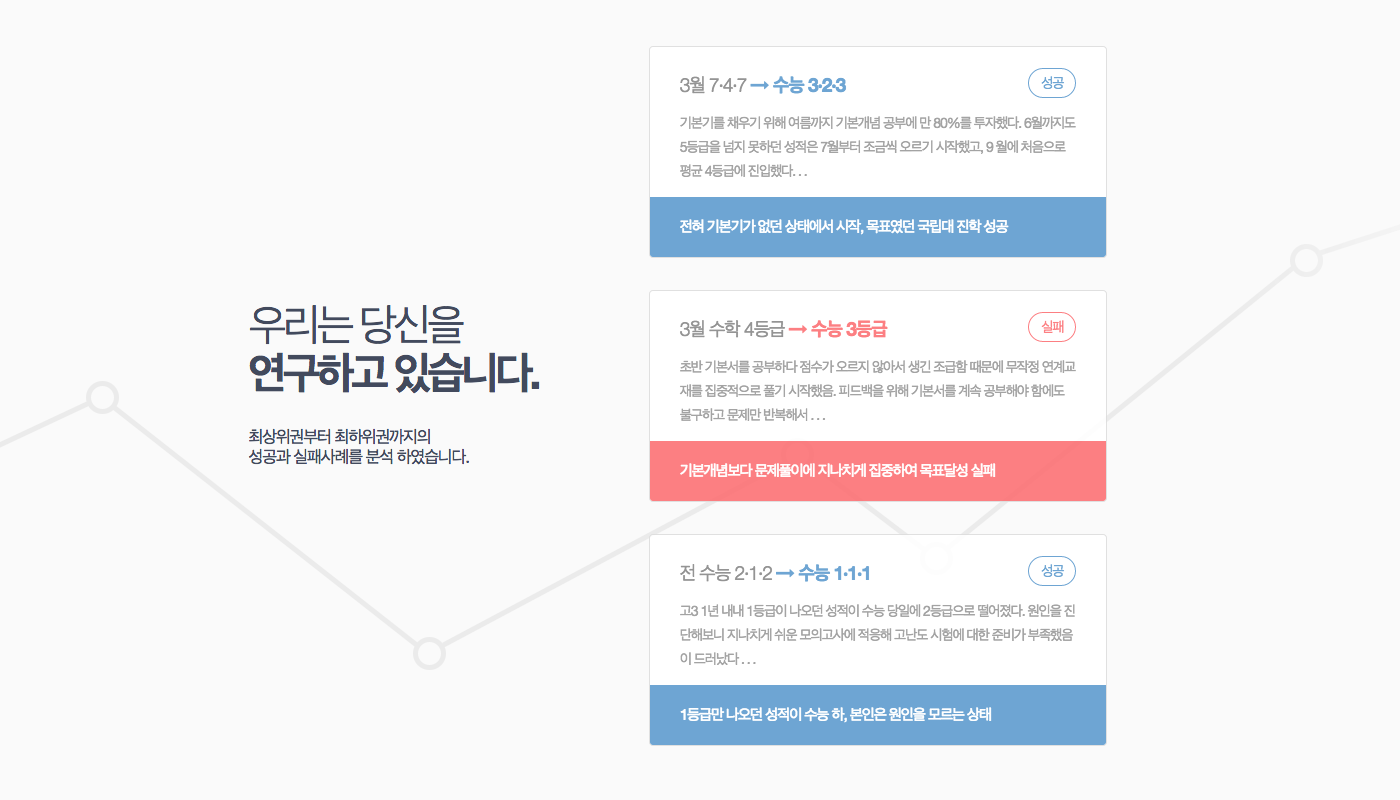 우리는 당신을
연구하고 있습니다.
최상위권부터 최하위권까지의
성공과 실패사례를 분석 하였습니다.
3월 7·4·7 → 수능 3·2·3
성공
기본기를 채우기 위해 여름까지 기본개념 공부에 만 80%를 투자했다. 6월까지도
5등급을 넘지 못하던 성적은 7월부터 조금씩 오르기 시작했고, 9 월에 처음으로
평균 4등급에 진입했다. . .
전혀 기본기가 없던 상태에서 시작, 목표였던 국립대 진학 성공
3월 수학 4등급 → 수능 3등급
실패
초반 기본서를 공부하다 점수가 오르지 않아서 생긴 조급함 때문에 무작정 연계교
재를 집중적으로 풀기 시작했음. 피드백을 위해 기본서를 계속 공부해야 함에도
불구하고 문제만 반복해서 . . .
기본개념보다 문제풀이에 지나치게 집중하여 목표달성 실패
전 수능 2·1·2 → 수능 1·1·1
성공
고3 1년 내내 1등급이 나오던 성적이 수능 당일에 2등급으로 떨어졌다. 원인을 진
단해보니 지나치게 쉬운 모의고사에 적응해 고난도 시험에 대한 준비가 부족했음
이 드러났다 . . .
1등급만 나오던 성적이 수능 하, 본인은 원인을 모르는 상태